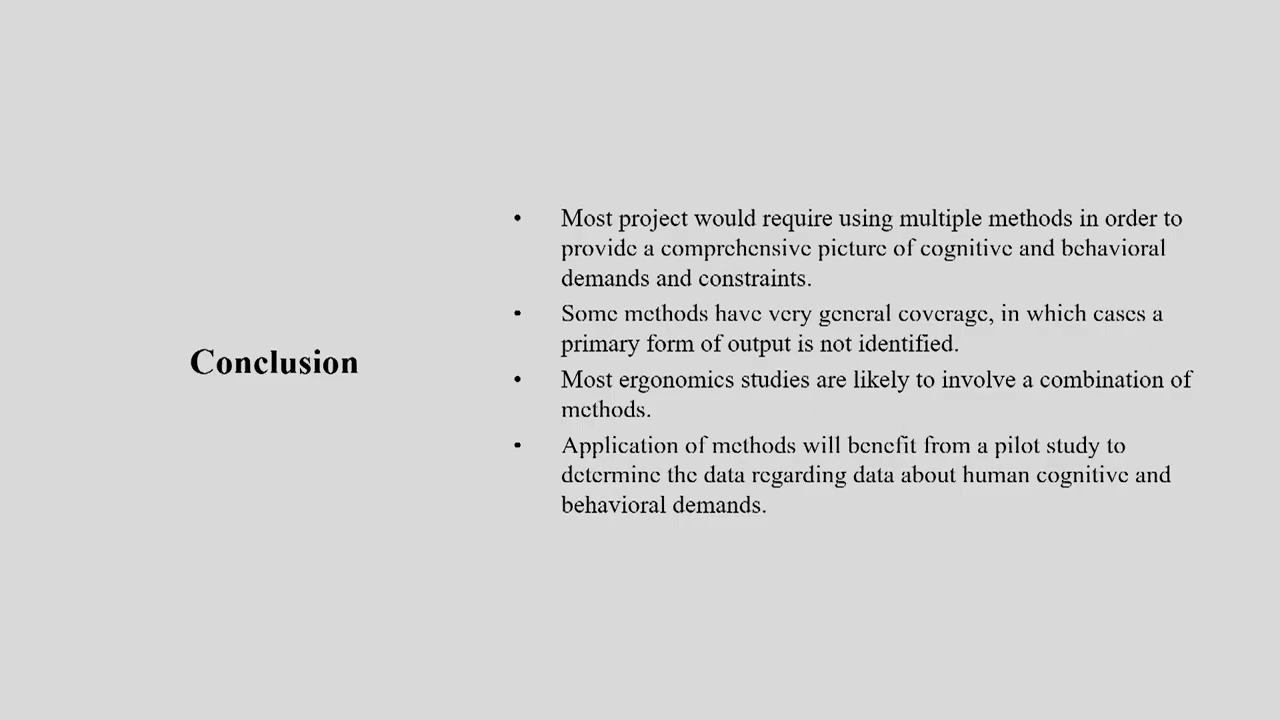 Conclusion
• Most project would require using multiple methods in order to
provide a comprehensive picture of cognitive and behavioral
demands and constraints.
• Some methods have very general coverage, in which cases a
primary form of output is not identified.
• Most ergonomics studies are likely to involve a combination of
methods.
• Application of methods will benefit from a pilot study to
determine the data regarding data about human cognitive and
behavioral demands.